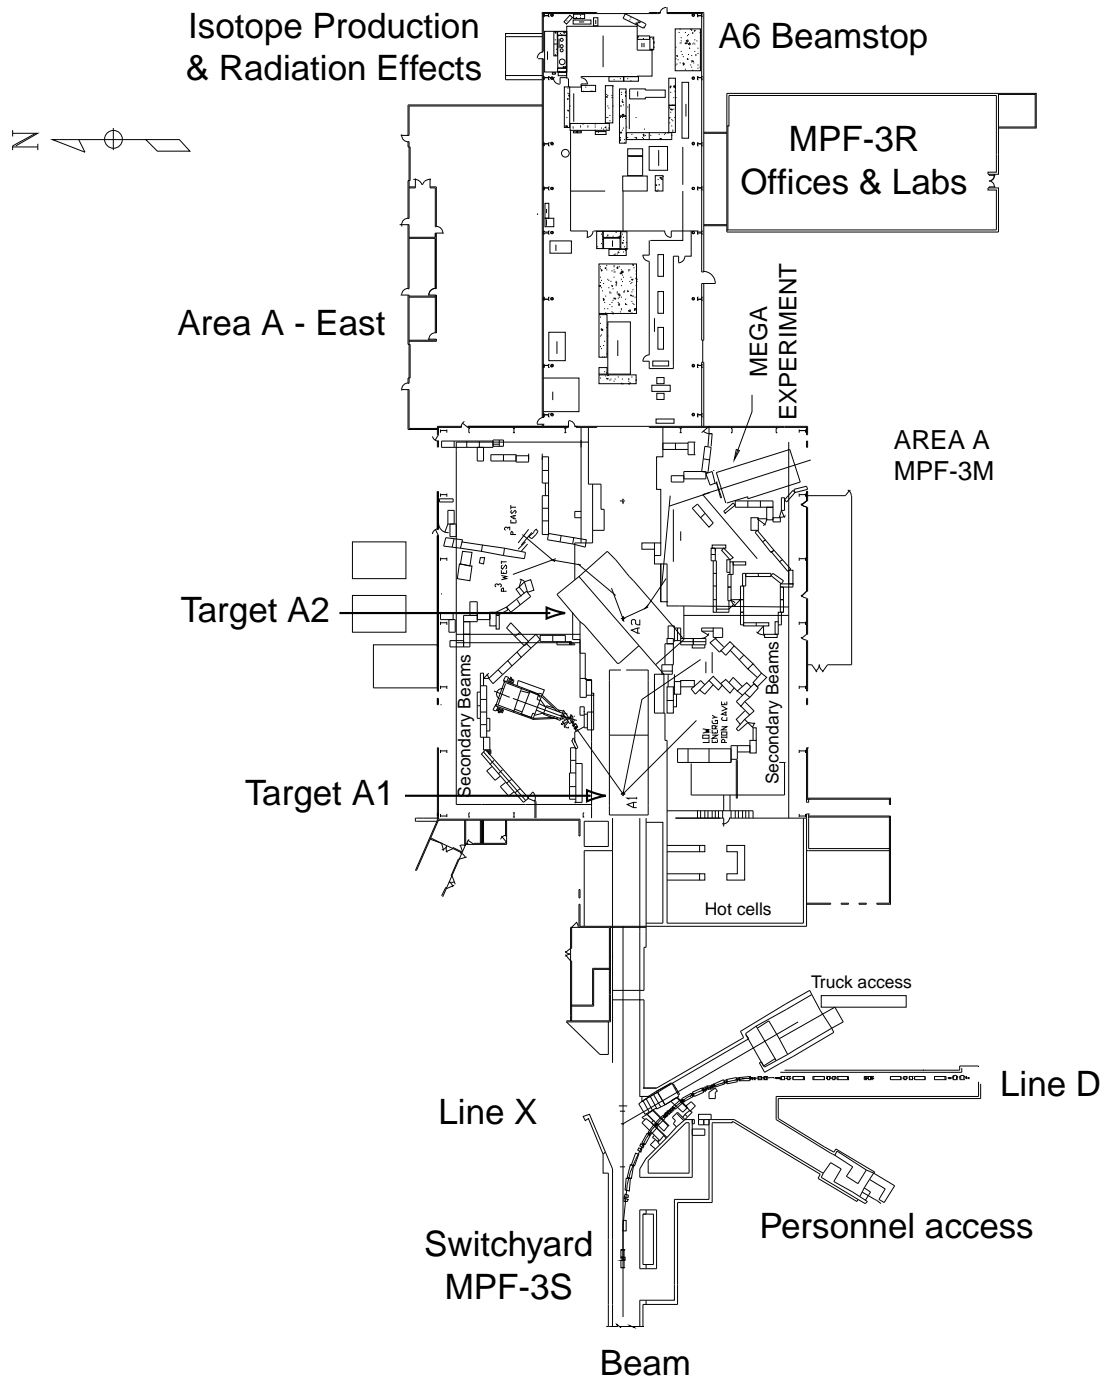 Isotope Production
& Radiation Effects
A6 Beamstop
N
MPF-3R
Offices & Labs
MEGA
EXPERIMENT
Area A - East
AREA A
MPF-3M
P3 EAST
P3 WEST
Target A2
A2
Secondary Beams
LOW
ENERGY
PION CAVE
Secondary Beams
Target A1
A1
Hot cells
Truck access
Line D
Line X
Personnel access
Switchyard
MPF-3S
Beam